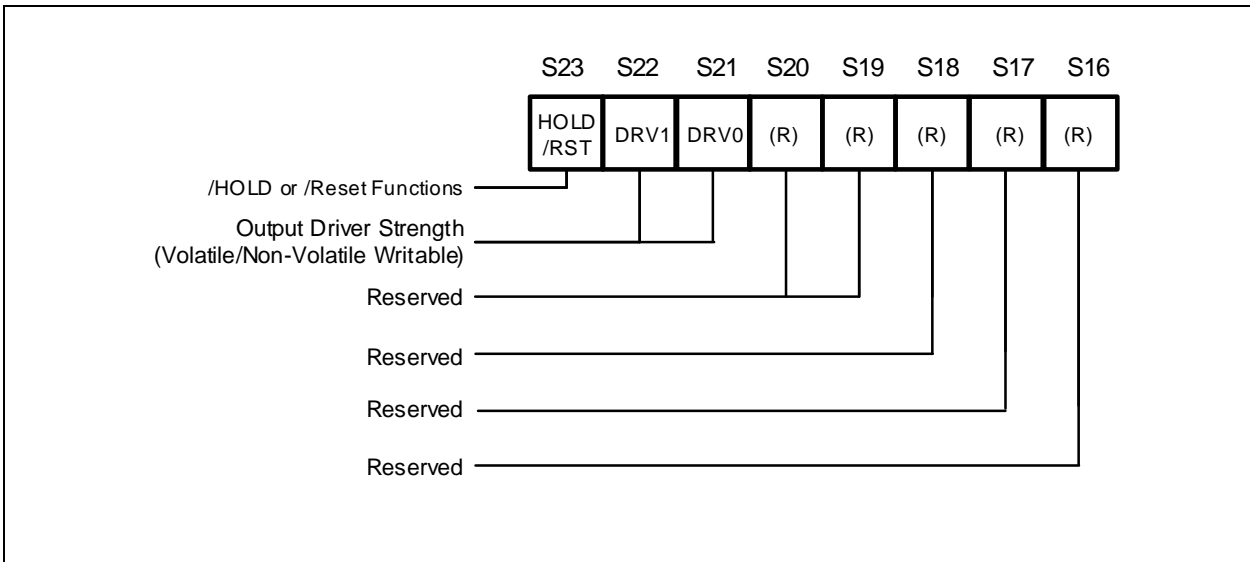 S23 S22 S21 S20 S19 S18 S17 S16
HOLD
/RST
DRV1 DRV0 (R) (R) (R) (R) (R)
/HOLD or /Reset Functions
Output Driver Strength
(Volatile/Non-Volatile Writable)
Reserved
Reserved
Reserved
Reserved